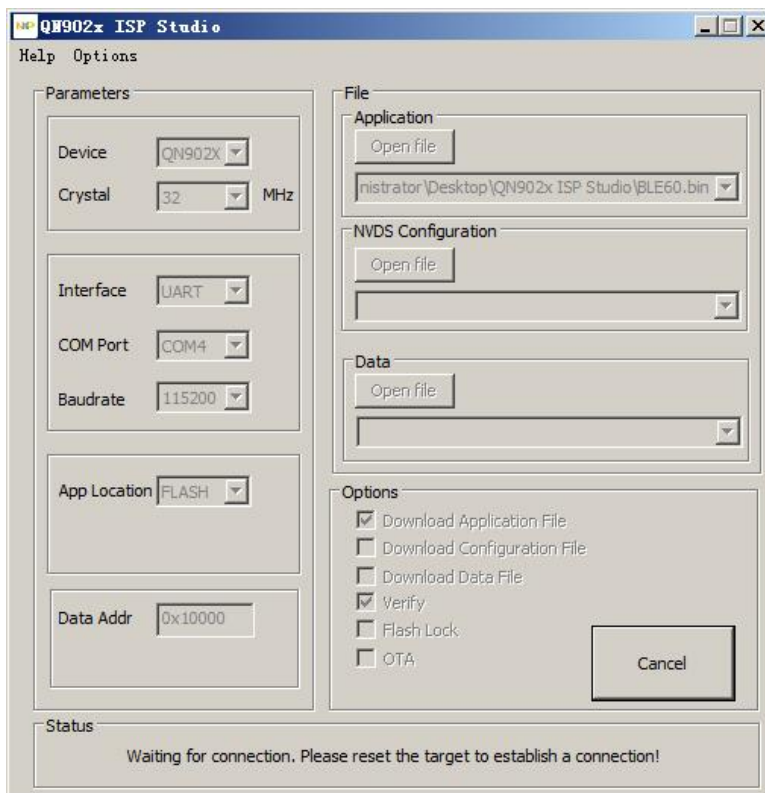 QN902x ISP Studio
Help Options
Parameters
Device QN902X
Crystal 32 MHz
Interface UART
COM Port COM4
Baudrate 115200
App Location FLASH
Data Addr 0x10000
File
Application
Open file
nistrator\Desktop\QN902x ISP Studio\BLE60.bin
NVDS Configuration
Open file
Data
Open file
Options
Download Application File
Download Configuration File
Download Data File
Verify
Flash Lock
OTA
Cancel
Status
Waiting for connection. Please reset the target to establish a connection!